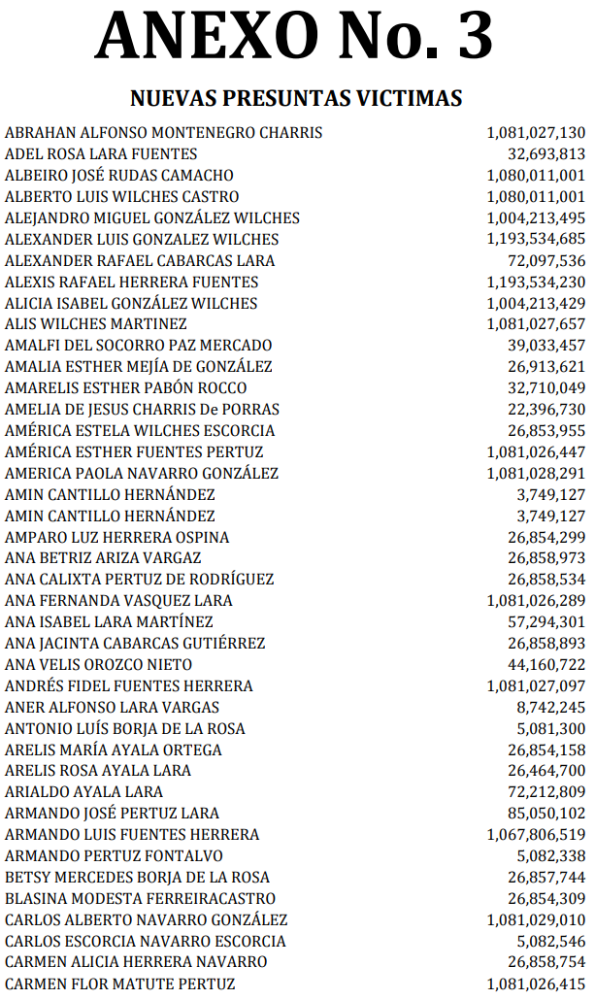 ANEXO No. 3
NUEVAS PRESUNTAS VICTIMAS
ABRAHAN ALFONSO MONTENEGRO CHARRIS 1,081,027,130
ADEL ROSA LARA FUENTES 32,693,813
ALBEIRO JOSÉ RUDAS CAMACHO 1,080,011,001
ALBERTO LUIS WILCHES CASTRO 1,080,011,001
ALEJANDRO MIGUEL GONZÁLEZ WILCHES 1,004,213,495
ALEXANDER LUIS GONZALEZ WILCHES 1,193,534,685
ALEXANDER RAFAEL CABARCAS LARA 72,097,536
ALEXIS RAFAEL HERRERA FUENTES 1,193,534,230
ALICIA ISABEL GONZÁLEZ WILCHES 1,004,213,429
ALIS WILCHES MARTINEZ 1,081,027,657
AMALFI DEL SOCORRO PAZ MERCADO 39,033,457
AMALIA ESTHER MEJÍA DE GONZÁLEZ 26,913,621
AMARELIS ESTHER PABÓN ROCCO 32,710,049
AMELIA DE JESUS CHARRIS De PORRAS 22,396,730
AMÉRICA ESTELA WILCHES ESCORCIA 26,853,955
AMÉRICA ESTHER FUENTES PERTUZ 1,081,026,447
AMERICA PAOLA NAVARRO GONZÁLEZ 1,081,028,291
AMIN CANTILLO HERNÁNDEZ 3,749,127
AMIN CANTILLO HERNÁNDEZ 3,749,127
AMPARO LUZ HERRERA OSPINA 26,854,299
ANA BETRIZ ARIZA VARGAZ 26,858,973
ANA CALIXTA PERTUZ DE RODRÍGUEZ 26,858,534
ANA FERNANDA VASQUEZ LARA 1,081,026,289
ANA ISABEL LARA MARTÍNEZ 57,294,301
ANA JACINTA CABARCAS GUTIÉRREZ 26,858,893
ANA VELIS OROZCO NIETO 44,160,722
ANDRÉS FIDEL FUENTES HERRERA 1,081,027,097
ANER ALFONSO LARA VARGAS 8,742,245
ANTONIO LUÍS BORJA DE LA ROSA 5,081,300
ARELIS MARÍA AYALA ORTEGA 26,854,158
ARELIS ROSA AYALA LARA 26,464,700
ARIALDO AYALA LARA 72,212,809
ARMANDO JOSÉ PERTUZ LARA 85,050,102
ARMANDO LUIS FUENTES HERRERA 1,067,806,519
ARMANDO PERTUZ FONTALVO 5,082,338
BETSY MERCEDES BORJA DE LA ROSA 26,857,744
BLASINA MODESTA FERREIRACASTRO 26,854,309
CARLOS ALBERTO NAVARRO GONZÁLEZ 1,081,029,010
CARLOS ESCORCIA NAVARRO ESCORCIA 5,082,546
CARMEN ALICIA HERRERA NAVARRO 26,858,754
CARMEN FLOR MATUTE PERTUZ 1,081,026,415